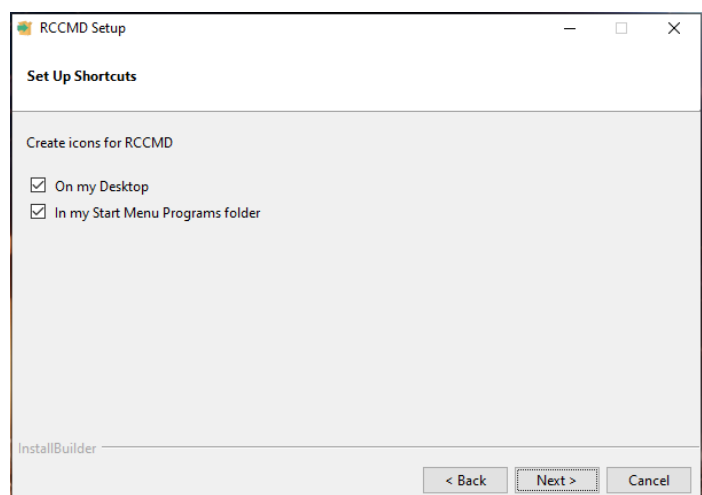 RCCMD Setup
Set Up Shortcuts
Create icons for RCCMD
On my Desktop
In my Start Menu Programs folder
InstallBuilder
< Back Next > Cancel